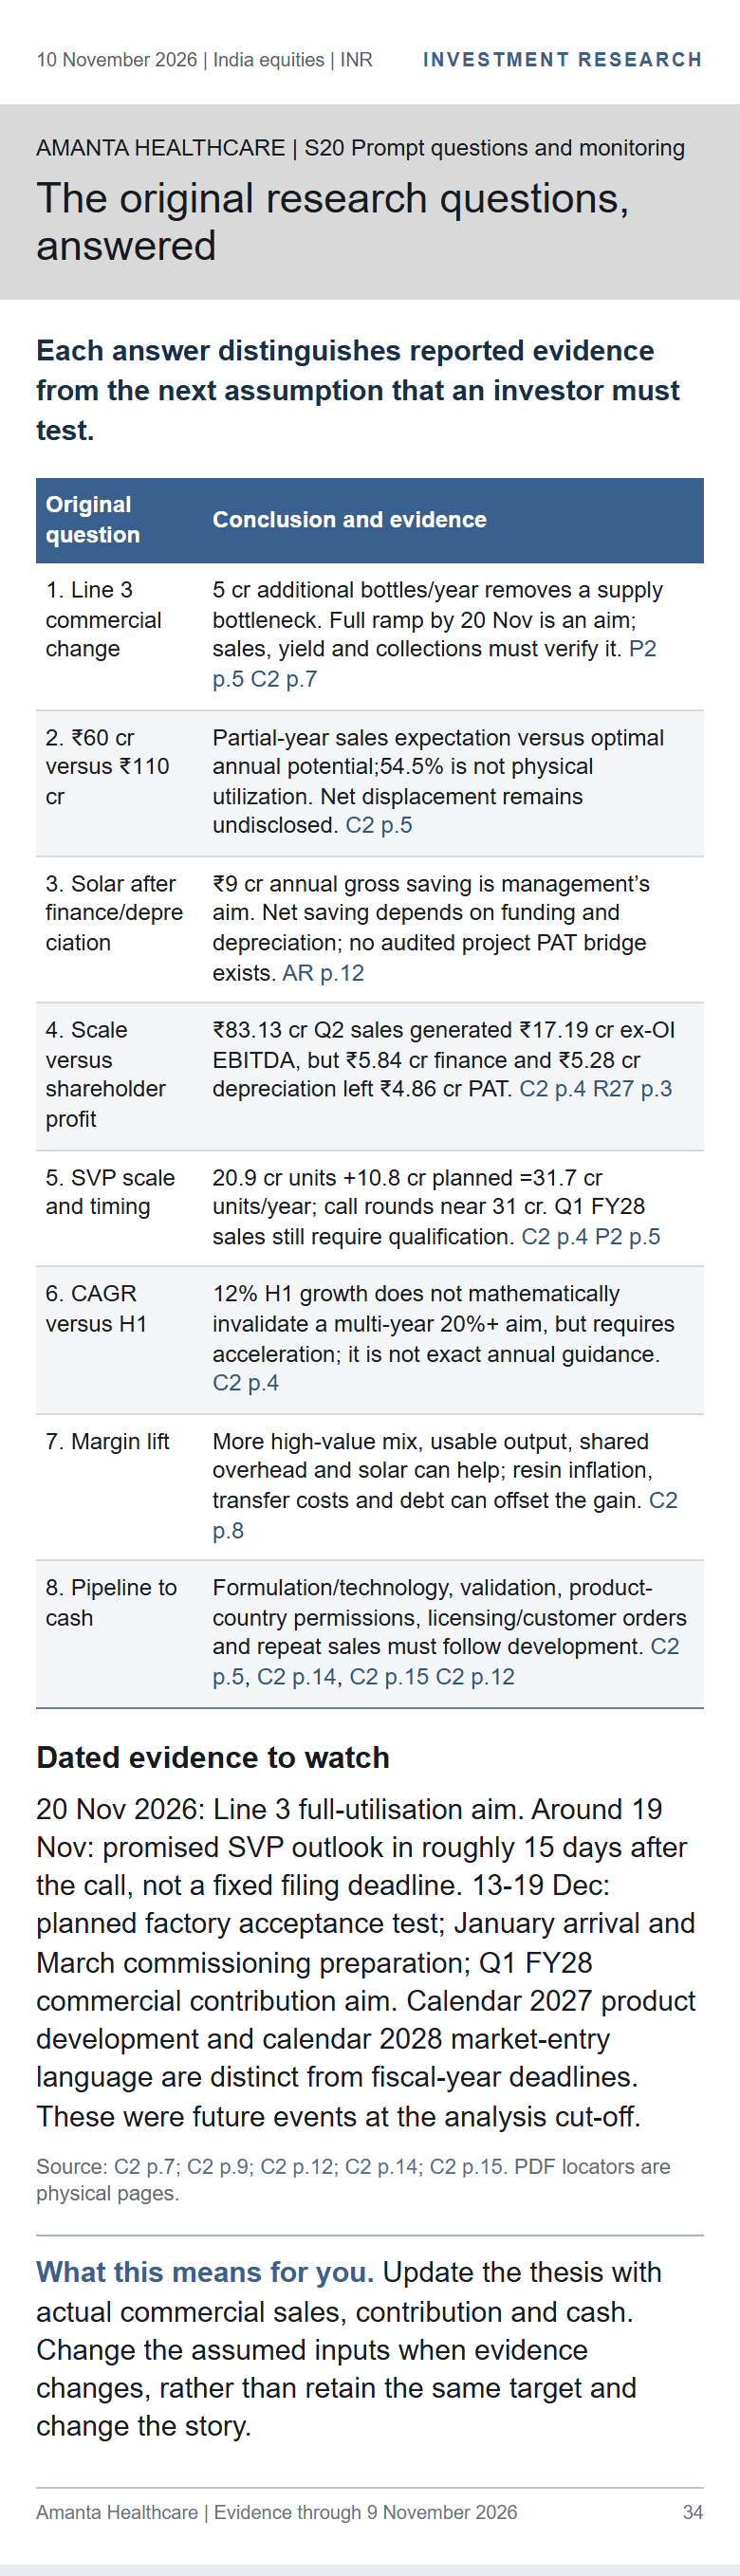 10 November 2026 | India equities | INR
INVESTMENT RESEARCH
AMANTA HEALTHCARE | S20 Prompt questions and monitoring
The original research questions,
answered
Each answer distinguishes reported evidence
from the next assumption that an investor must
test.
Original
question
Conclusion and evidence
1. Line 3
commercial
change
5 cr additional bottles/year removes a supply
bottleneck. Full ramp by 20 Nov is an aim;
sales, yield and collections must verify it. P2
p.5 C2 p.7
2. ₹60 cr
versus ₹110
cr
Partial-year sales expectation versus optimal
annual potential;54.5% is not physical
utilization. Net displacement remains
undisclosed. C2 p.5
3. Solar after
finance/depre
ciation
₹9 cr annual gross saving is management’s
aim. Net saving depends on funding and
depreciation; no audited project PAT bridge
exists. AR p.12
4. Scale
versus
shareholder
profit
₹83.13 cr Q2 sales generated ₹17.19 cr ex-OI
EBITDA, but ₹5.84 cr finance and ₹5.28 cr
depreciation left ₹4.86 cr PAT. C2 p.4 R27 p.3
5. SVP scale
and timing
20.9 cr units +10.8 cr planned =31.7 cr
units/year; call rounds near 31 cr. Q1 FY28
sales still require qualification. C2 p.4 P2 p.5
6. CAGR
versus H1
12% H1 growth does not mathematically
invalidate a multi-year 20%+ aim, but requires
acceleration; it is not exact annual guidance.
C2 p.4
7. Margin lift
More high-value mix, usable output, shared
overhead and solar can help; resin inflation,
transfer costs and debt can offset the gain. C2
p.8
8. Pipeline to
cash
Formulation/technology, validation, product-
country permissions, licensing/customer orders
and repeat sales must follow development. C2
p.5, C2 p.14, C2 p.15 C2 p.12
Dated evidence to watch
20 Nov 2026: Line 3 full-utilisation aim. Around 19
Nov: promised SVP outlook in roughly 15 days after
the call, not a fixed filing deadline. 13-19 Dec:
planned factory acceptance test; January arrival and
March commissioning preparation; Q1 FY28
commercial contribution aim. Calendar 2027 product
development and calendar 2028 market-entry
language are distinct from fiscal-year deadlines.
These were future events at the analysis cut-off.
Source: C2 p.7; C2 p.9; C2 p.12; C2 p.14; C2 p.15. PDF locators are
physical pages.
What this means for you. Update the thesis with
actual commercial sales, contribution and cash.
Change the assumed inputs when evidence
changes, rather than retain the same target and
change the story.
Amanta Healthcare | Evidence through 9 November 2026
34